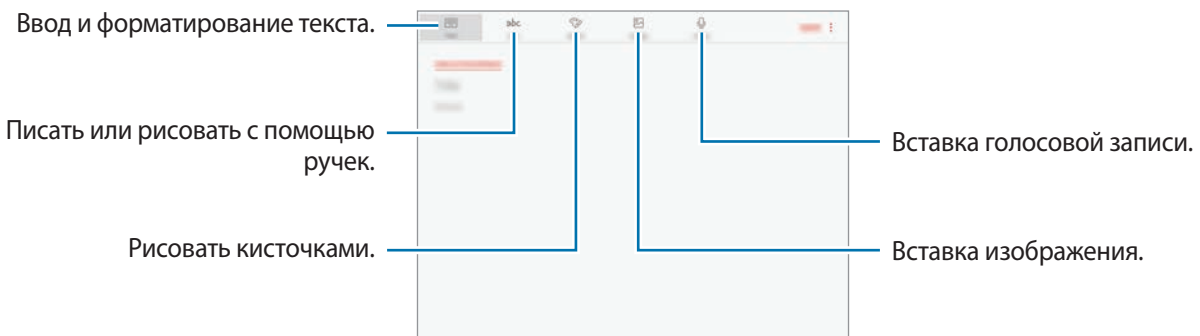 Ввод и форматирование текста.
abc
Писать или рисовать с помощью
ручек.
Вставка голосовой записи.
Рисовать кисточками.
Вставка изображения.